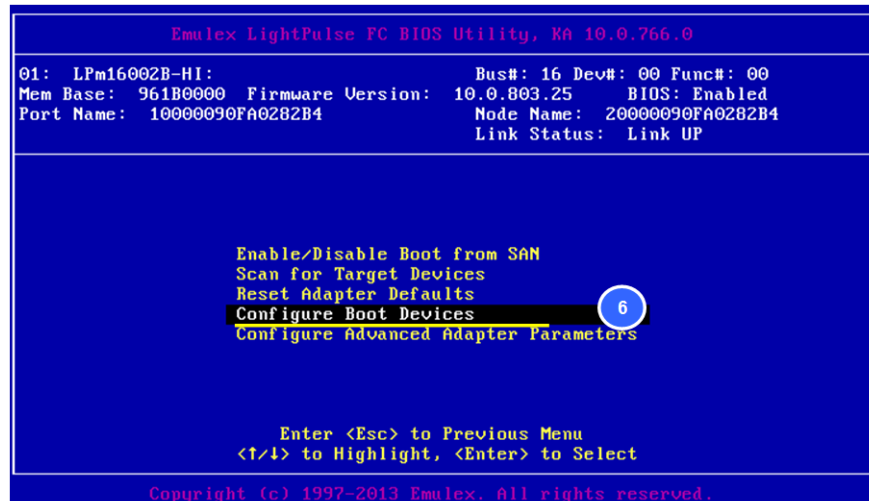 Emulex LightPulse FC BIOS Utility, KA 10.0.766.0
01: LPm16002B-HI: Bus#: 16 Dev#: 00 Func#: 00
Mem Base: 961B0000 Firmware Version: 10.0.803.25 BIOS: Enabled
Port Name: 10000090FA0282B4 Node Name: 20000090FA0282B4
Link Status: Link UP
Enable/Disable Boot from SAN
Scan for Target Devices
Reset Adapter Defaults
Configure Boot Devices 6
Configure Advanced Adapter Parameters
Enter <Esc> to Previous Menu
<↑/↓> to Highlight, <Enter> to Select
Copyright (c) 1997-2013 Emulex. All rights reserved.